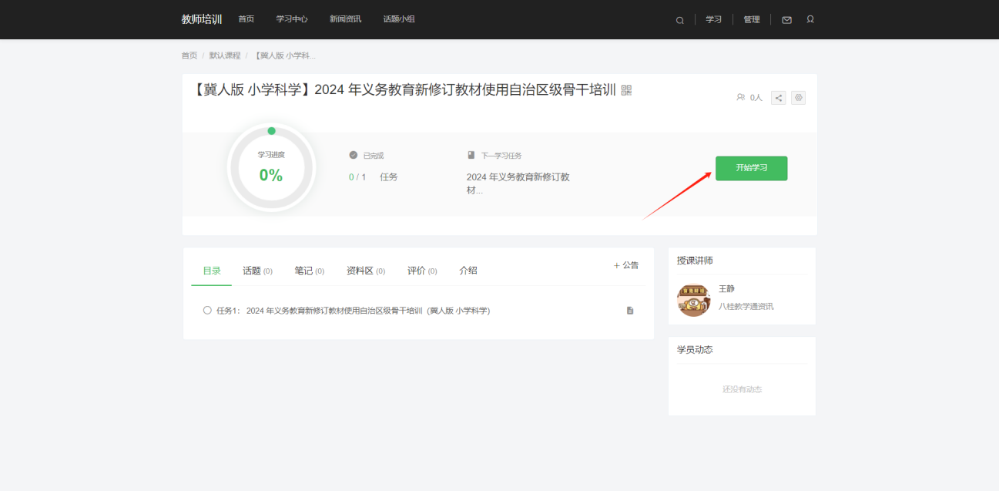 教师培训 首页 学习中心 新闻资讯 话题小组 学习 管理
首页 / 默认课程 / 【冀人版 小学科...
【冀人版 小学科学】2024 年义务教育新修订教材使用自治区级骨干培训
0人
学习进度
0%
已完成
0 / 1 任务
下一学习任务
2024 年义务教育新修订教
材...
开始学习
目录 话题 (0) 笔记 (0) 资料区 (0) 评价 (0) 介绍
+ 公告
任务1： 2024 年义务教育新修订教材使用自治区级骨干培训（冀人版 小学科学）
授课讲师
王静
八桂教学通资讯
学员动态
还没有动态